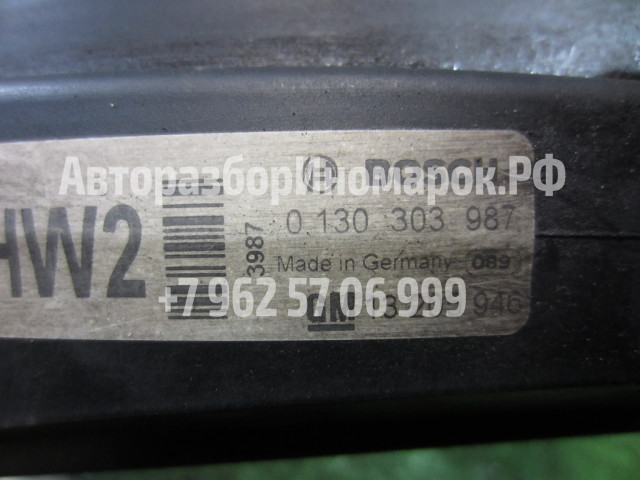 BOSCH
АвторазборИномарок.РФ
HW2
3987
0 130 303 987
Made in Germany 089
+7 962 57 06 999
GM 946